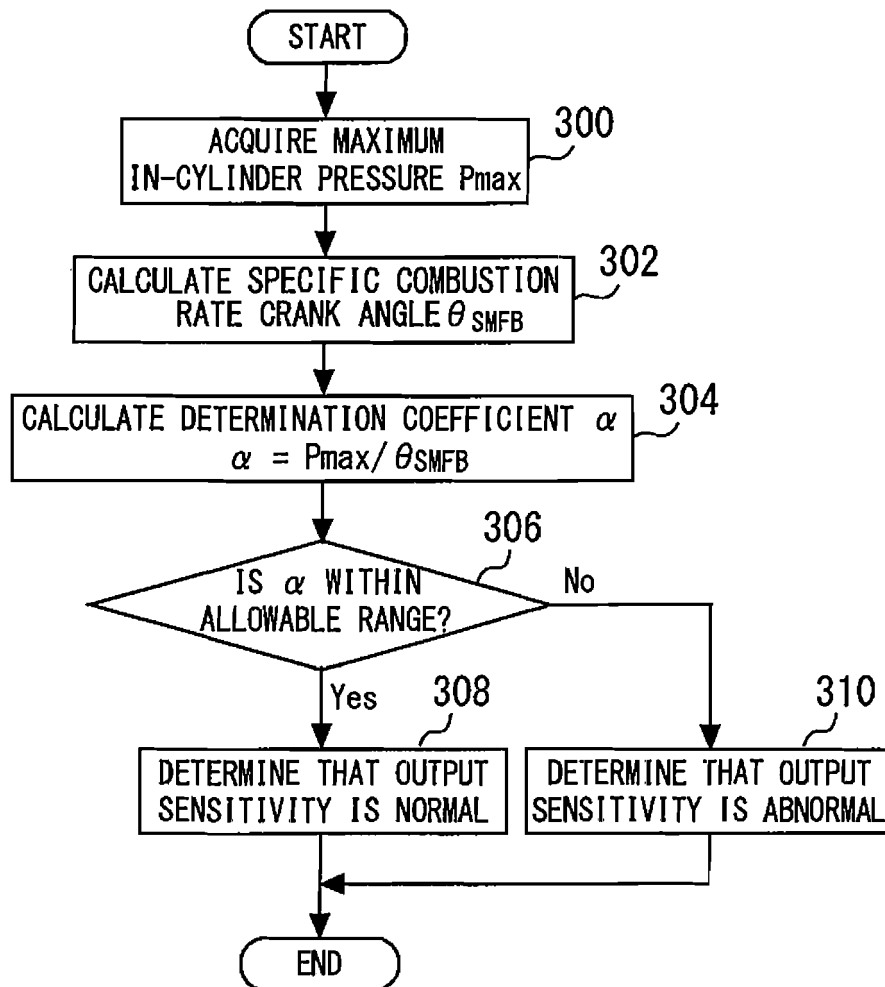 START
300
ACQUIRE MAXIMUM
IN-CYLINDER PRESSURE Pmax
302
CALCULATE SPECIFIC COMBUSTION
RATE CRANK ANGLE θSMFB
304
CALCULATE DETERMINATION COEFFICIENT α
α = Pmax/ θSMFB
306
IS α WITHIN
ALLOWABLE RANGE?
No
Yes
308
DETERMINE THAT OUTPUT
SENSITIVITY IS NORMAL
310
DETERMINE THAT OUTPUT
SENSITIVITY IS ABNORMAL
END